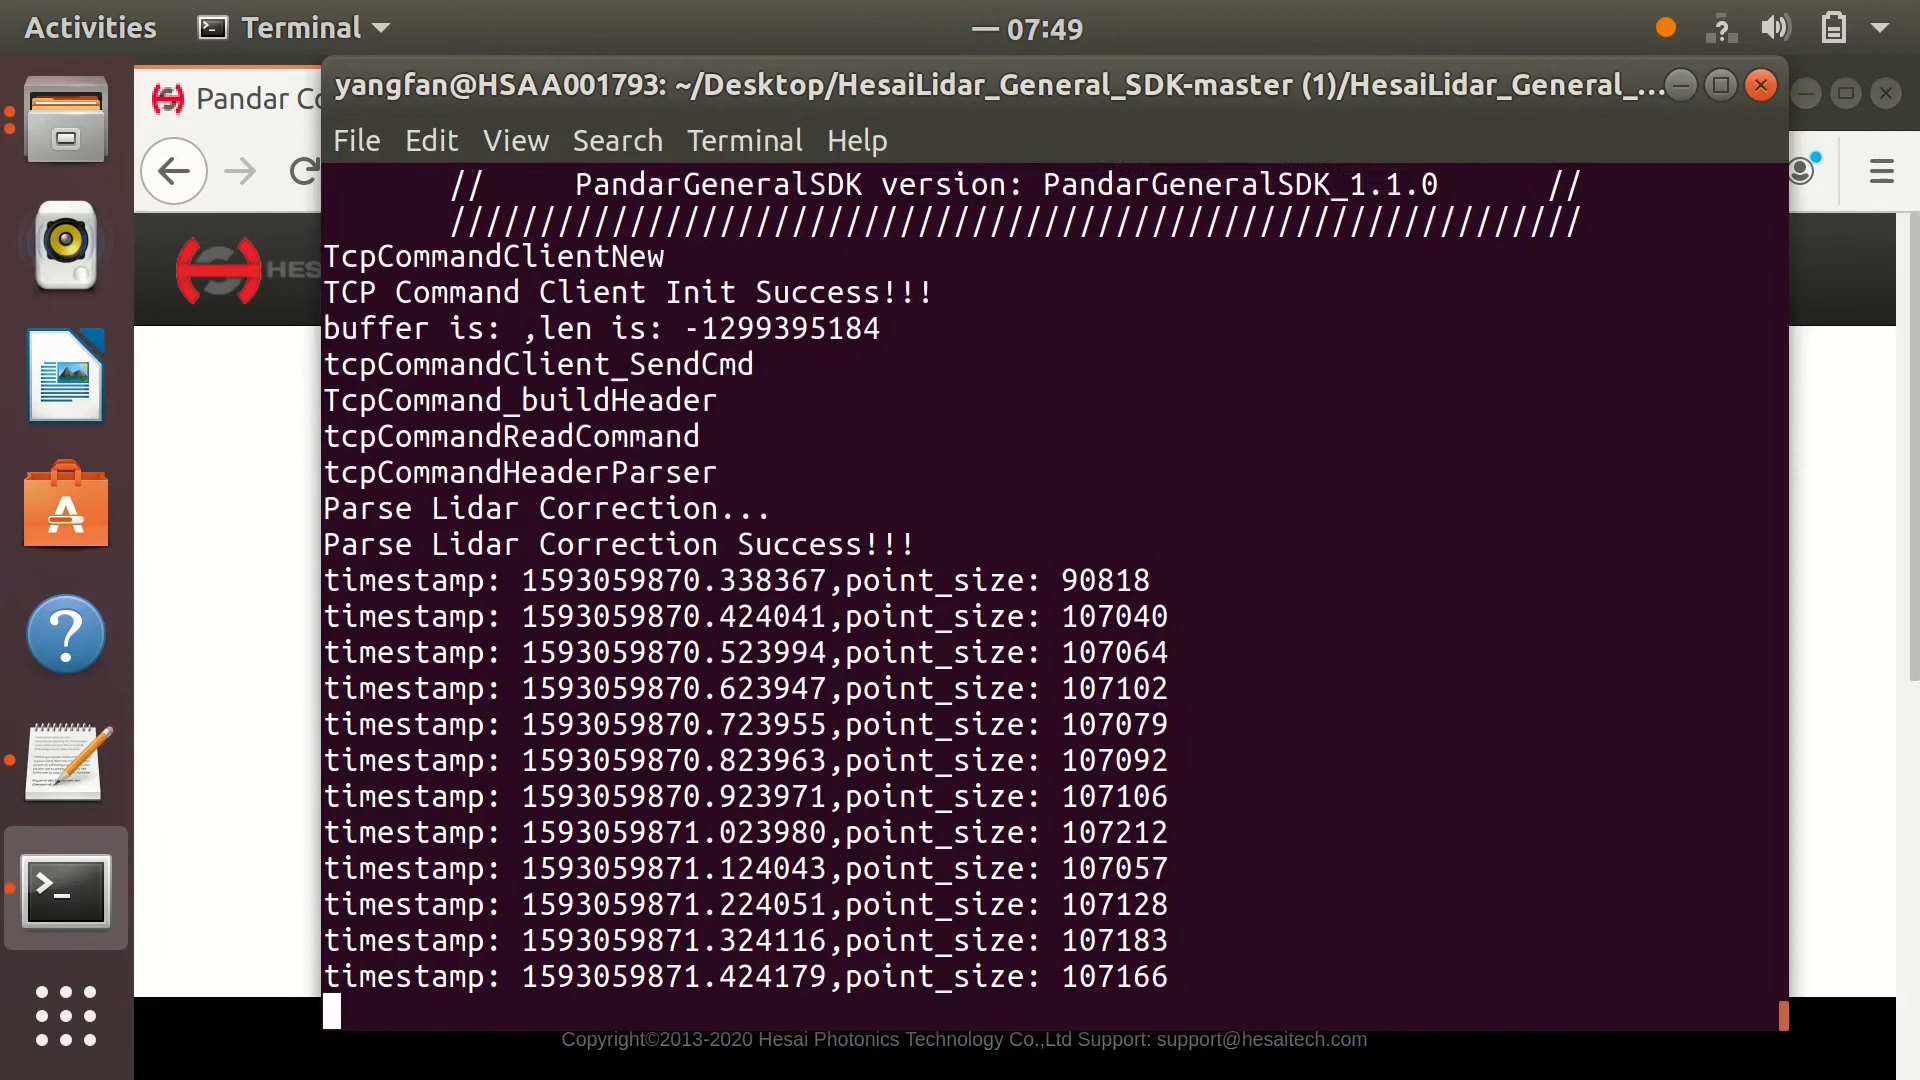 Activities
Terminal
— 07:49
Pandar Co
yangfan@HSAA001793: ~/Desktop/HesaiLidar_General_SDK-master (1)/HesaiLidar_General_...
File Edit View Search Terminal Help
HES
// PandarGeneralSDK version: PandarGeneralSDK_1.1.0 //
///////////////////////////////////////////////////////////////
TcpCommandClientNew
TCP Command Client Init Success!!!
buffer is: ,len is: -1299395184
tcpCommandClient_SendCmd
TcpCommand_buildHeader
tcpCommandReadCommand
tcpCommandHeaderParser
Parse Lidar Correction...
Parse Lidar Correction Success!!!
timestamp: 1593059870.338367,point_size: 90818
timestamp: 1593059870.424041,point_size: 107040
timestamp: 1593059870.523994,point_size: 107064
timestamp: 1593059870.623947,point_size: 107102
timestamp: 1593059870.723955,point_size: 107079
timestamp: 1593059870.823963,point_size: 107092
timestamp: 1593059870.923971,point_size: 107106
timestamp: 1593059871.023980,point_size: 107212
timestamp: 1593059871.124043,point_size: 107057
timestamp: 1593059871.224051,point_size: 107128
timestamp: 1593059871.324116,point_size: 107183
timestamp: 1593059871.424179,point_size: 107166
Copyright©2013-2020 Hesai Photonics Technology Co.,Ltd Support: support@hesaitech.com